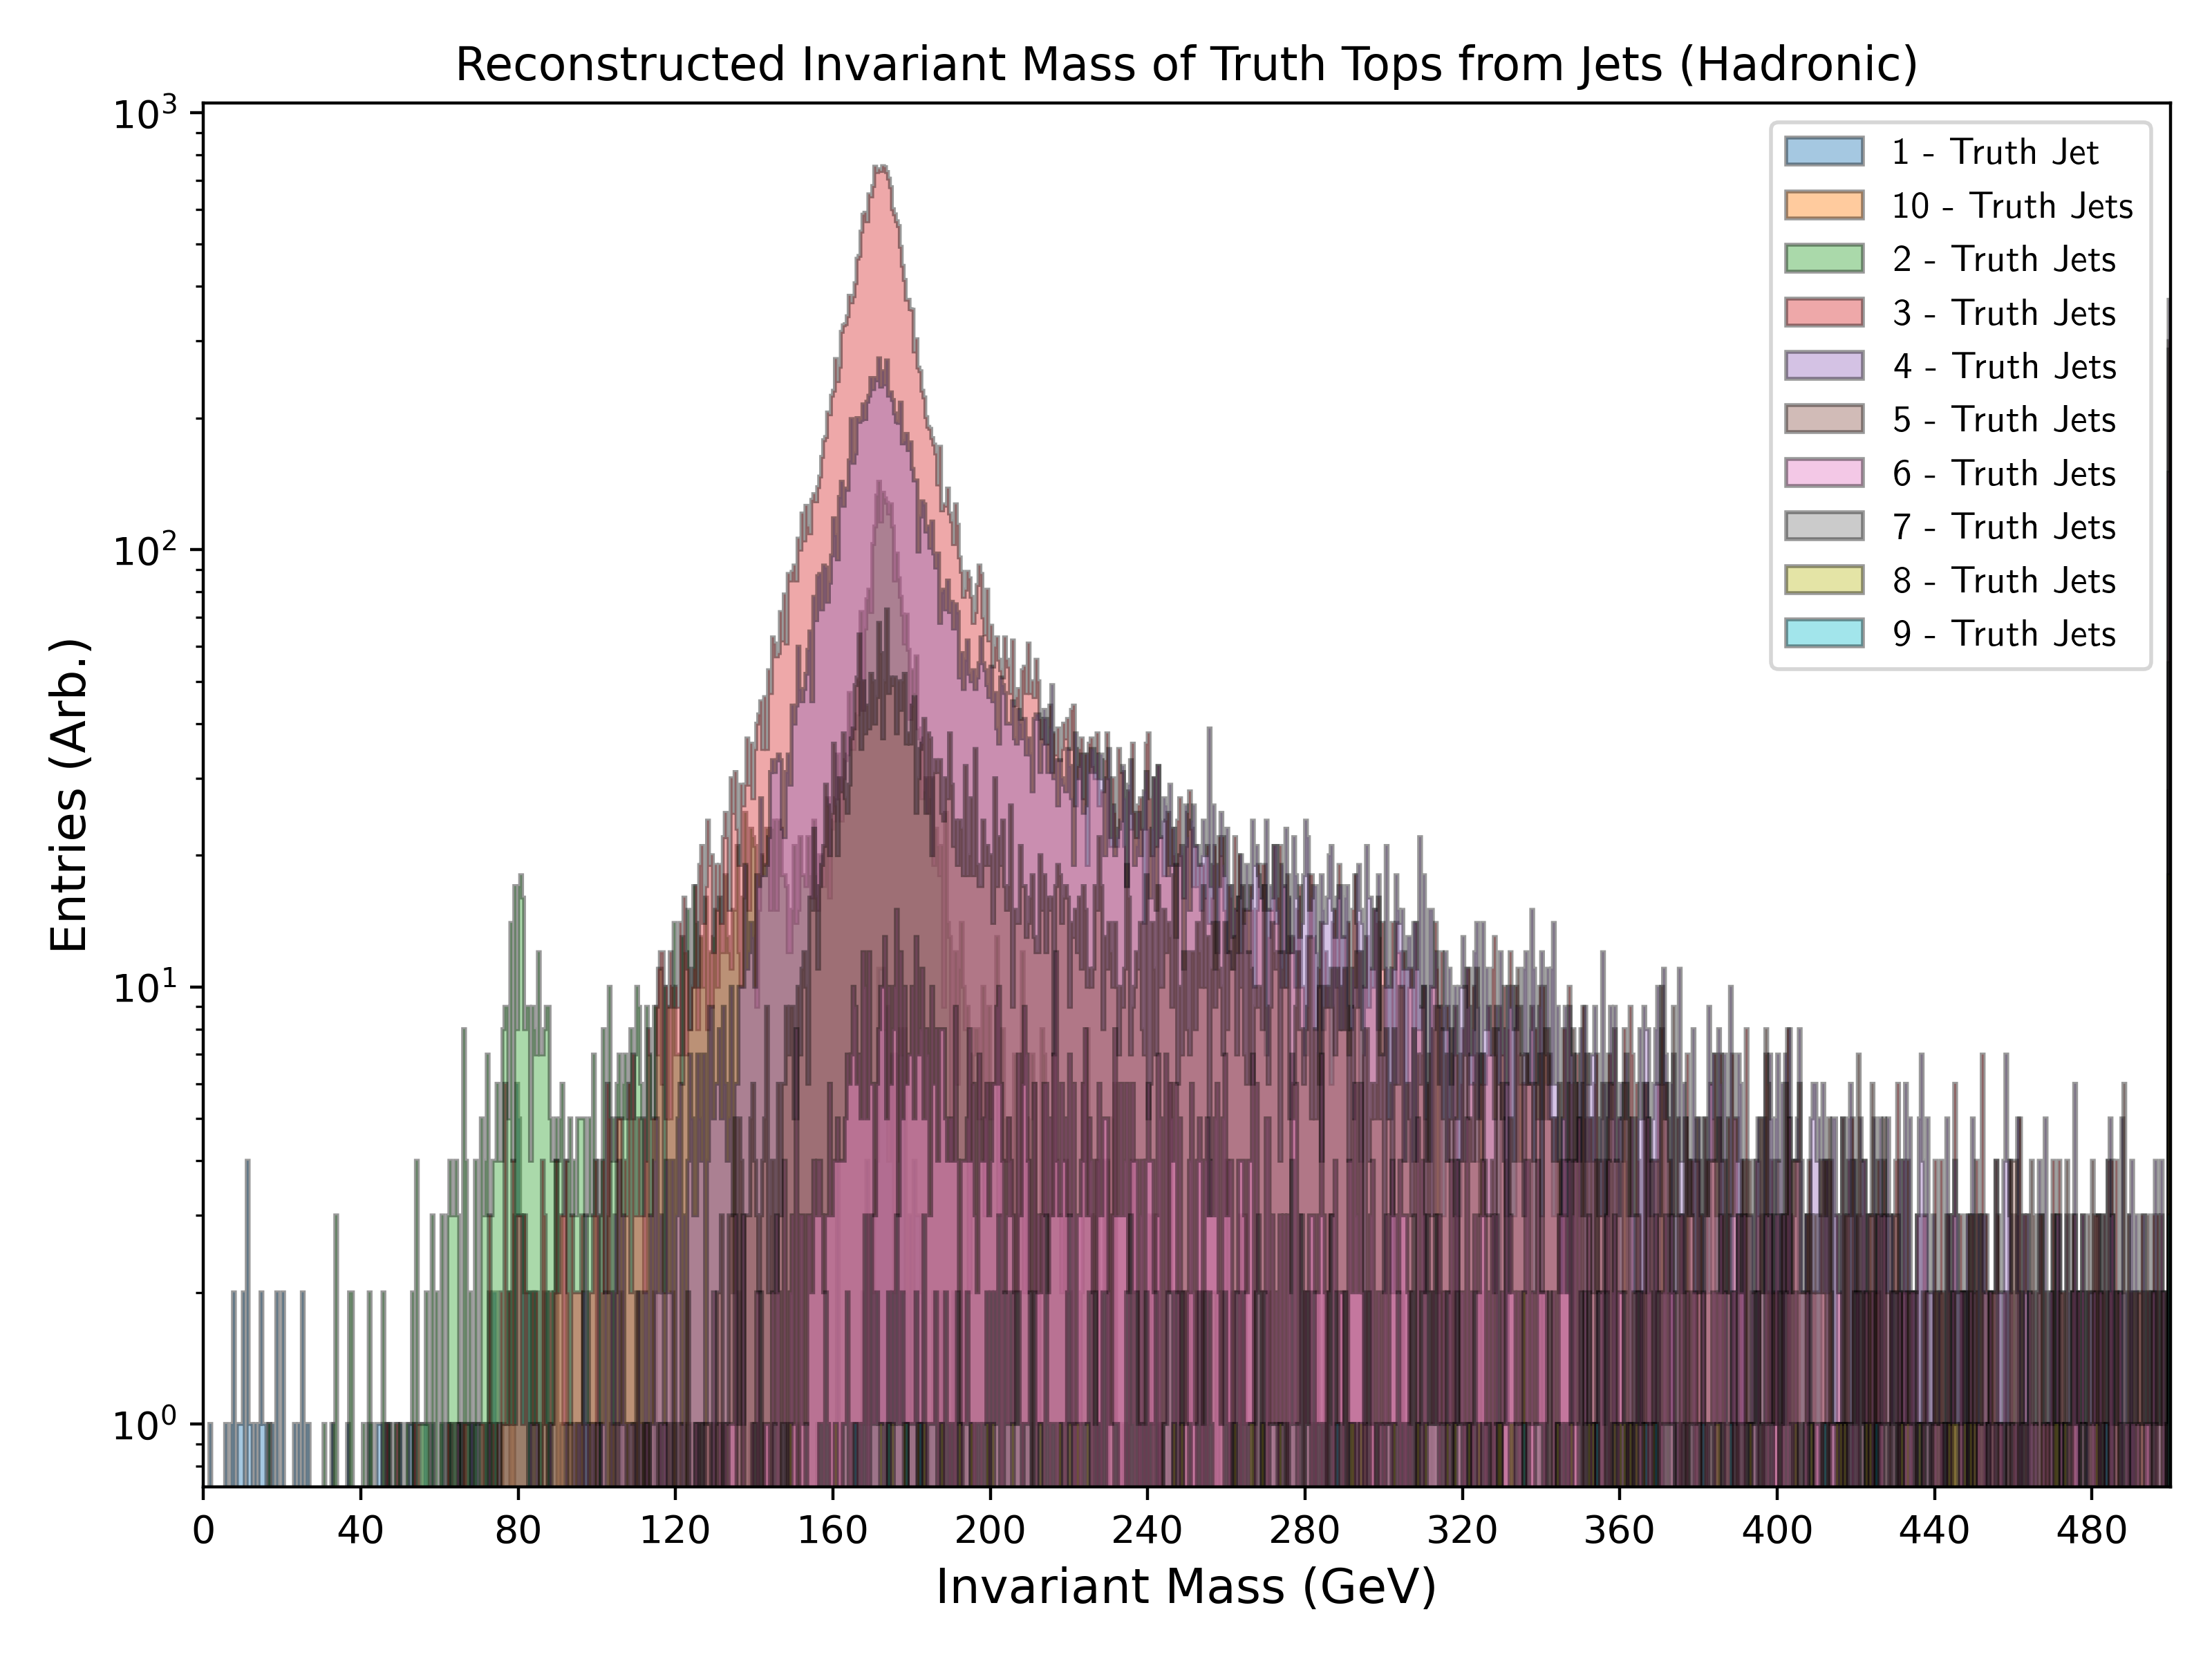 Reconstructed Invariant Mass of Truth Tops from Jets (Hadronic)
10³
10²
10¹
10⁰
Entries (Arb.)
1 - Truth Jet
10 - Truth Jets
2 - Truth Jets
3 - Truth Jets
4 - Truth Jets
5 - Truth Jets
6 - Truth Jets
7 - Truth Jets
8 - Truth Jets
9 - Truth Jets
0 40 80 120 160 200 240 280 320 360 400 440 480
Invariant Mass (GeV)